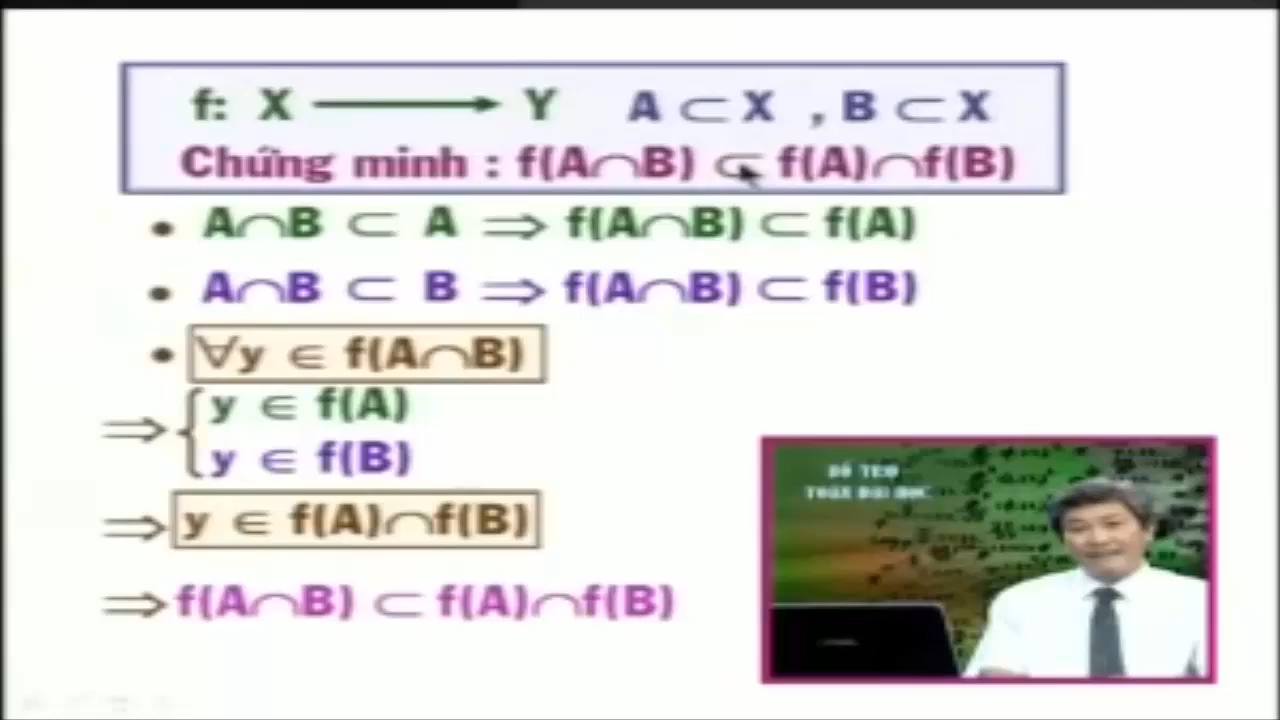 f: X ⟶ Y A ⊂ X , B ⊂ X
Chứng minh : f(A∩B) ⊂ f(A)∩f(B)
• A∩B ⊂ A ⇒ f(A∩B) ⊂ f(A)
• A∩B ⊂ B ⇒ f(A∩B) ⊂ f(B)
• ∀y ∈ f(A∩B)
⇒ { y ∈ f(A)
y ∈ f(B)
⇒ y ∈ f(A)∩f(B)
⇒ f(A∩B) ⊂ f(A)∩f(B)